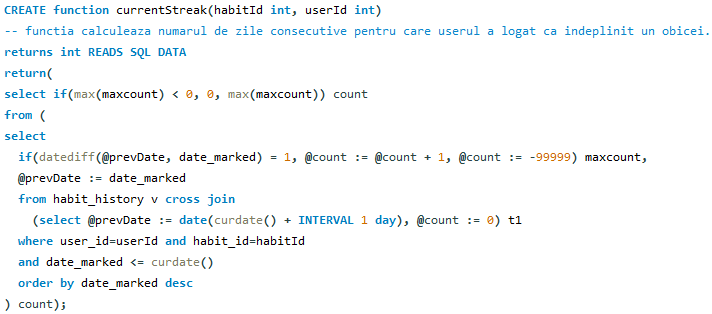 CREATE function currentStreak(habitId int, userId int)
-- functia calculeaza numarul de zile consecutive pentru care userul a logat ca indeplinit un obicei.
returns int READS SQL DATA
return(
select if(max(maxcount) < 0, 0, max(maxcount)) count
from (
select
  if(datediff(@prevDate, date_marked) = 1, @count := @count + 1, @count := -99999) maxcount,
  @prevDate := date_marked
  from habit_history v cross join
    (select @prevDate := date(curdate() + INTERVAL 1 day), @count := 0) t1
  where user_id=userId and habit_id=habitId
  and date_marked <= curdate()
  order by date_marked desc
) count);